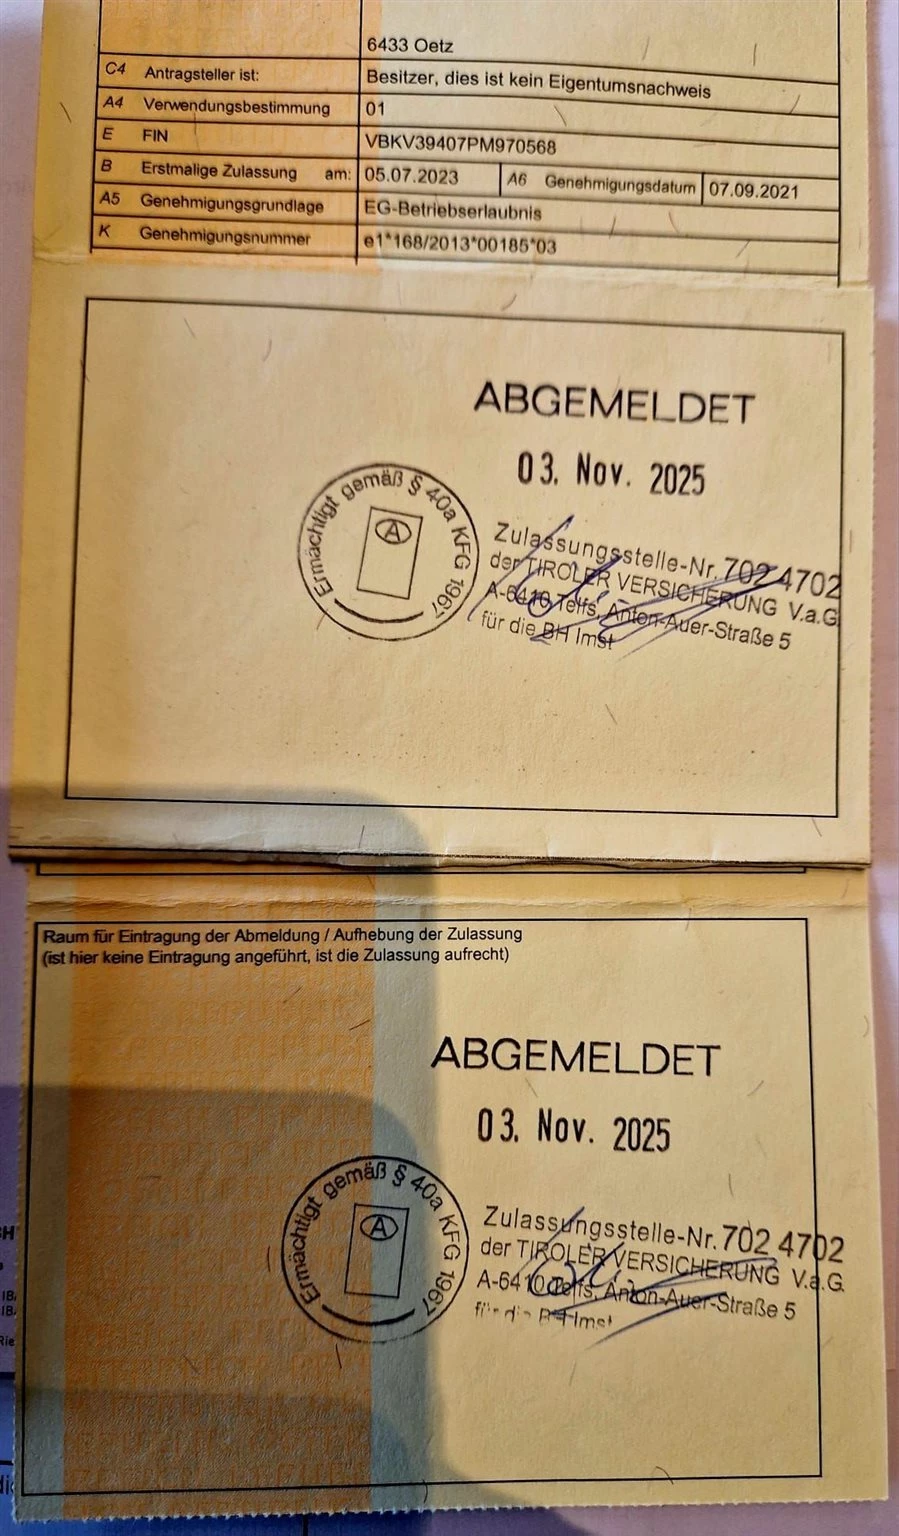 6433 Oetz
C4 Antragsteller ist: Besitzer, dies ist kein Eigentumsnachweis
A4 Verwendungsbestimmung 01
E FIN VBKV39407PM970568
B Erstmalige Zulassung am: 05.07.2023 A6 Genehmigungsdatum 07.09.2021
A5 Genehmigungsgrundlage EG-Betriebserlaubnis
K Genehmigungsnummer e1*168/2013*00185*03
ABGEMELDET
03. Nov. 2025
Ermächtigt gemäß § 40a KFG 1967
A
Zulassungsstelle-Nr. 702 4702
der TIROLER VERSICHERUNG V.a.G.
A-6410 Telfs, Anton-Auer-Straße 5
für die BH Imst
Raum für Eintragung der Abmeldung / Aufhebung der Zulassung
(ist hier keine Eintragung angeführt, ist die Zulassung aufrecht)
ABGEMELDET
03. Nov. 2025
Ermächtigt gemäß § 40a KFG 1967
A
Zulassungsstelle-Nr. 702 4702
der TIROLER VERSICHERUNG V.a.G.
A-6410 Telfs, Anton-Auer-Straße 5
für die BH Imst